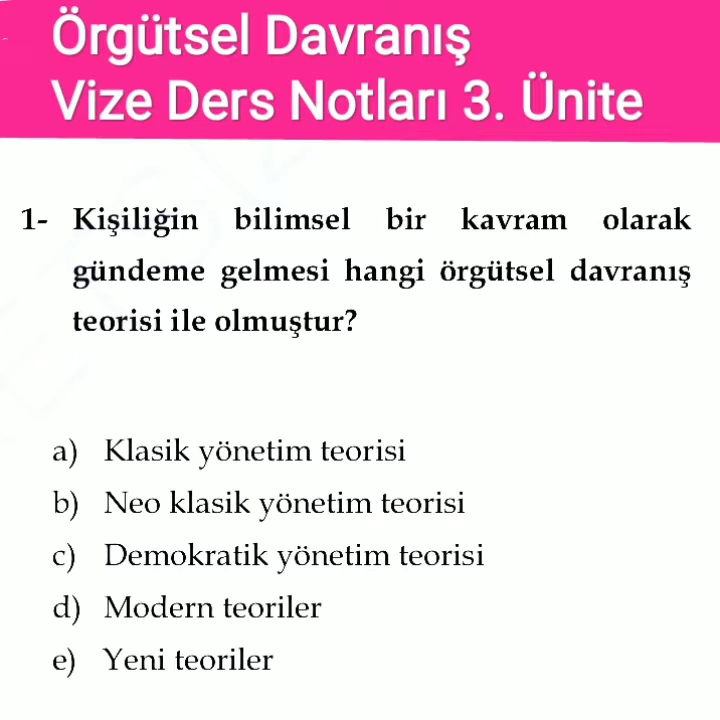 Örgütsel Davranış
Vize Ders Notları 3. Ünite
1- Kişiliğin bilimsel bir kavram olarak
gündeme gelmesi hangi örgütsel davranış
teorisi ile olmuştur?
a) Klasik yönetim teorisi
b) Neo klasik yönetim teorisi
c) Demokratik yönetim teorisi
d) Modern teoriler
e) Yeni teoriler